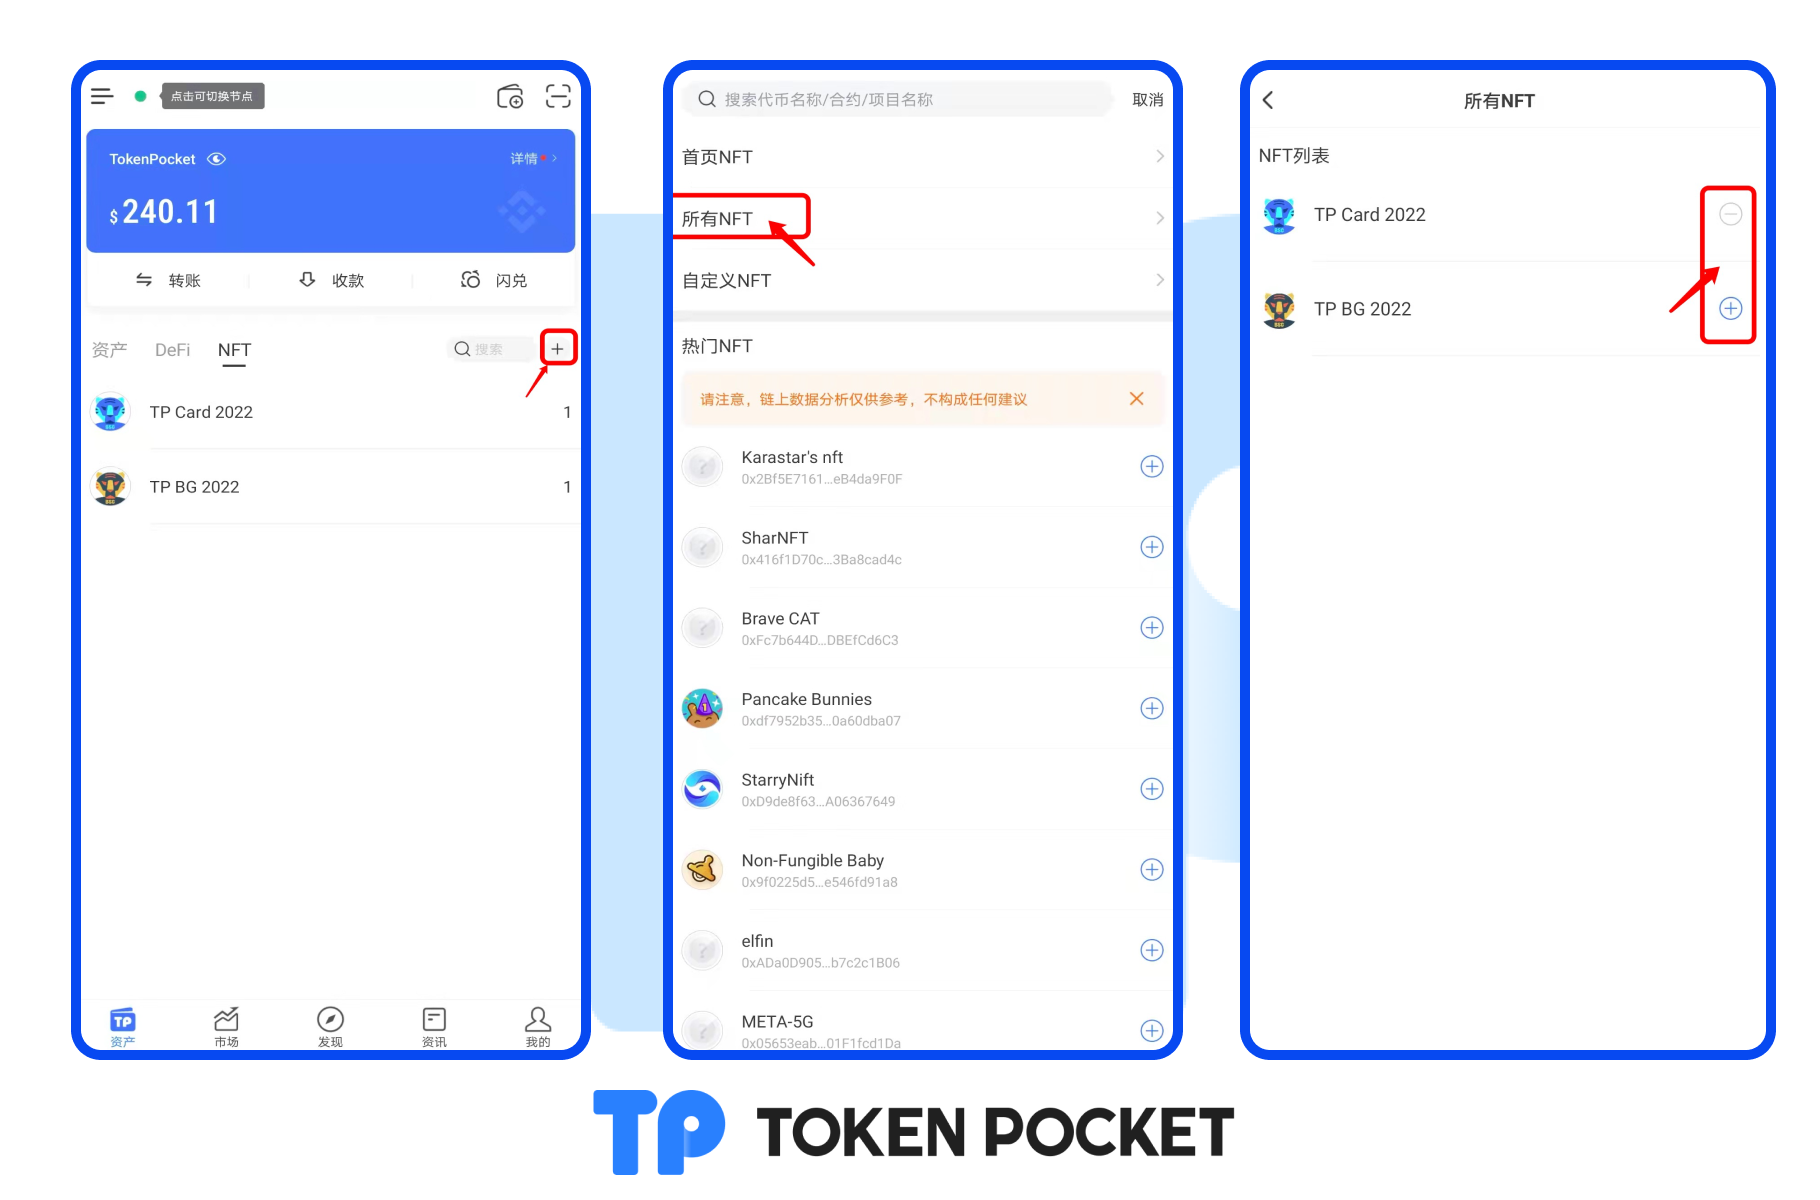 点击可切换节点
TokenPocket
详情
$240.11
转账
收款
闪兑
资产
DeFi
NFT
搜索
TP Card 2022
1
TP BG 2022
1
TP
资产
市场
发现
资讯
我的
搜索代币名称/合约/项目名称
取消
首页NFT
所有NFT
自定义NFT
热门NFT
请注意，链上数据分析仅供参考，不构成任何建议
Karastar's nft
0x2Bf5E7161...eB4da9F0F
SharNFT
0x416f1D70c...3Ba8cad4c
Brave CAT
0xFc7b644D...DBEfCd6C3
Pancake Bunnies
0xdf7952b35...0a60dba07
StarryNift
0xD9de8f63...A06367649
Non-Fungible Baby
0x9f0225d5...e546fd91a8
elfin
0xADa0D905...b7c2c1B06
META-5G
0x05653eab...01F1fcd1Da
所有NFT
NFT列表
TP Card 2022
TP BG 2022
TP TOKEN POCKET